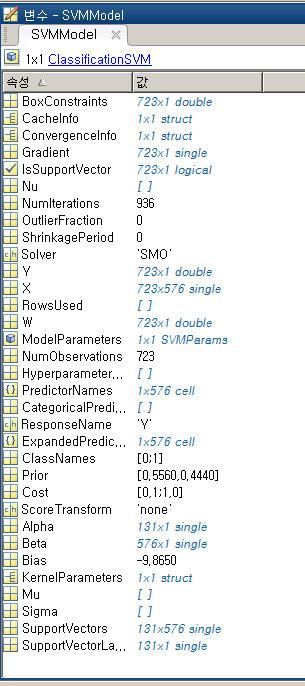 변수 - SVMModel
SVMModel
1x1 ClassificationSVM
속성 값
BoxConstraints 723x1 double
CacheInfo 1x1 struct
ConvergenceInfo 1x1 struct
Gradient 723x1 single
IsSupportVector 723x1 logical
Nu [ ]
NumIterations 936
OutlierFraction 0
ShrinkagePeriod 0
Solver 'SMO'
Y 723x1 double
X 723x576 single
RowsUsed [ ]
W 723x1 double
ModelParameters 1x1 SVMParams
NumObservations 723
Hyperparameter... [ ]
PredictorNames 1x576 cell
CategoricalPredi... [ ]
ResponseName 'Y'
ExpandedPredic... 1x576 cell
ClassNames [0;1]
Prior [0.5560,0.4440]
Cost [0,1;1,0]
ScoreTransform 'none'
Alpha 131x1 single
Beta 576x1 single
Bias -9.8650
KernelParameters 1x1 struct
Mu [ ]
Sigma [ ]
SupportVectors 131x576 single
SupportVectorLa... 131x1 single